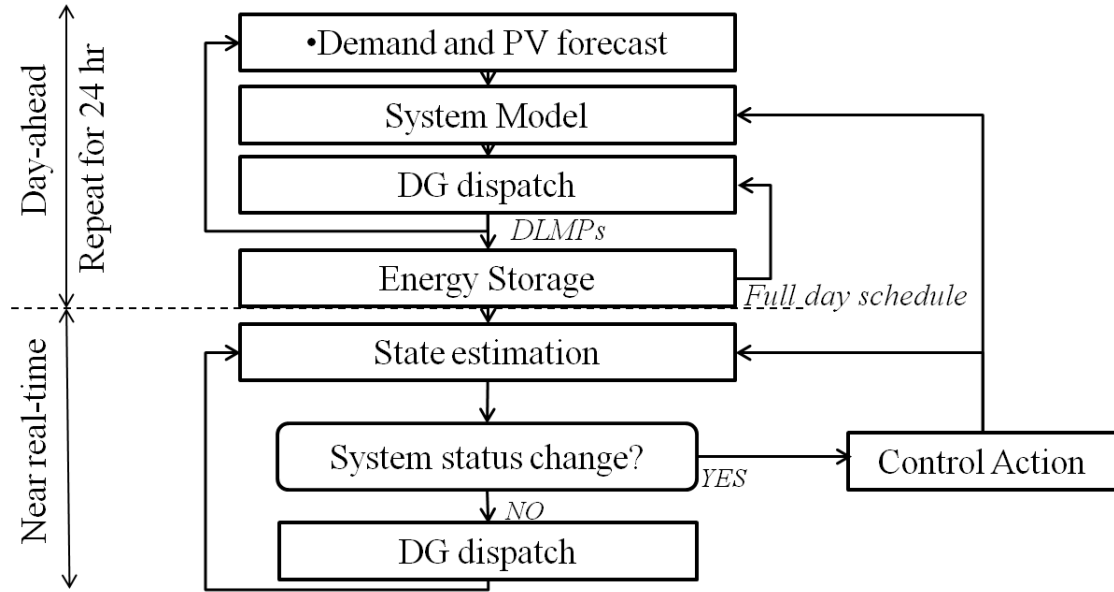 Day-ahead
Repeat for 24 hr
•Demand and PV forecast
System Model
DG dispatch
DLMPs
Energy Storage
Full day schedule
Near real-time
State estimation
System status change?
YES
Control Action
NO
DG dispatch